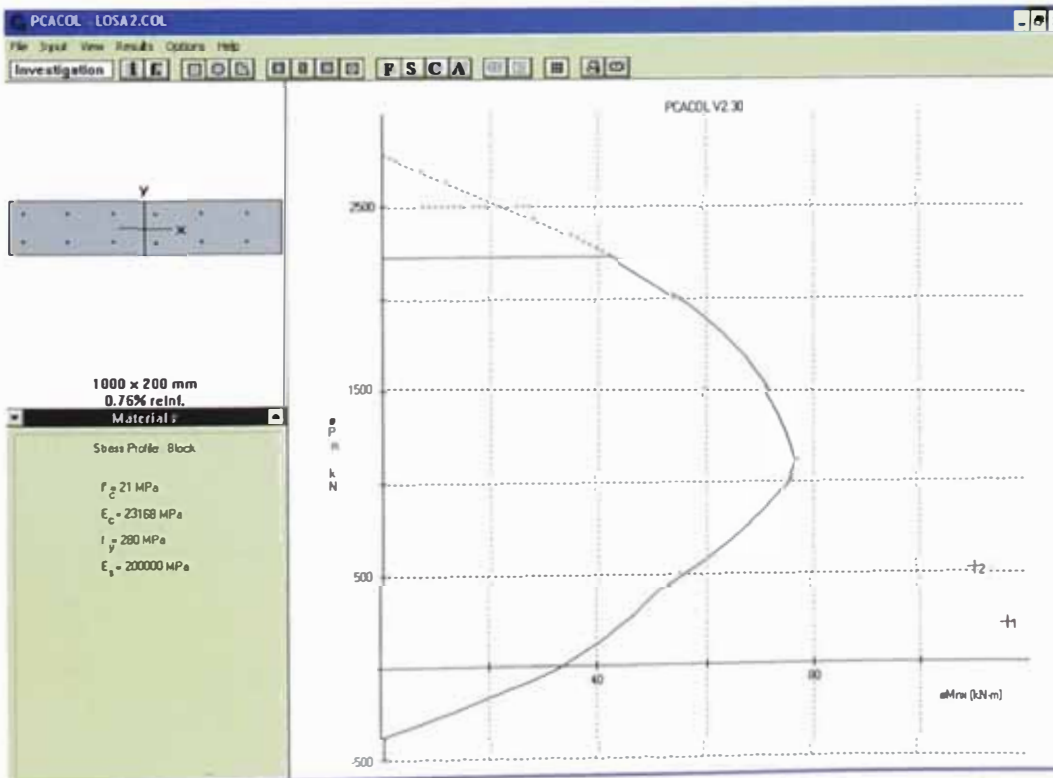 PCACOL LOSA2.COL
File Input View Results Options Help
Investigation
F S C A
y
x
1000 x 200 mm
0.76% reinf.
Materials
Stress Profile : Block
f'c = 21 MPa
Ec = 23168 MPa
fy = 280 MPa
Es = 200000 MPa
PCACOL V2.30
2500
1500
500
-500
øPn kN
40
80
øMnx (kN-m)
2
1